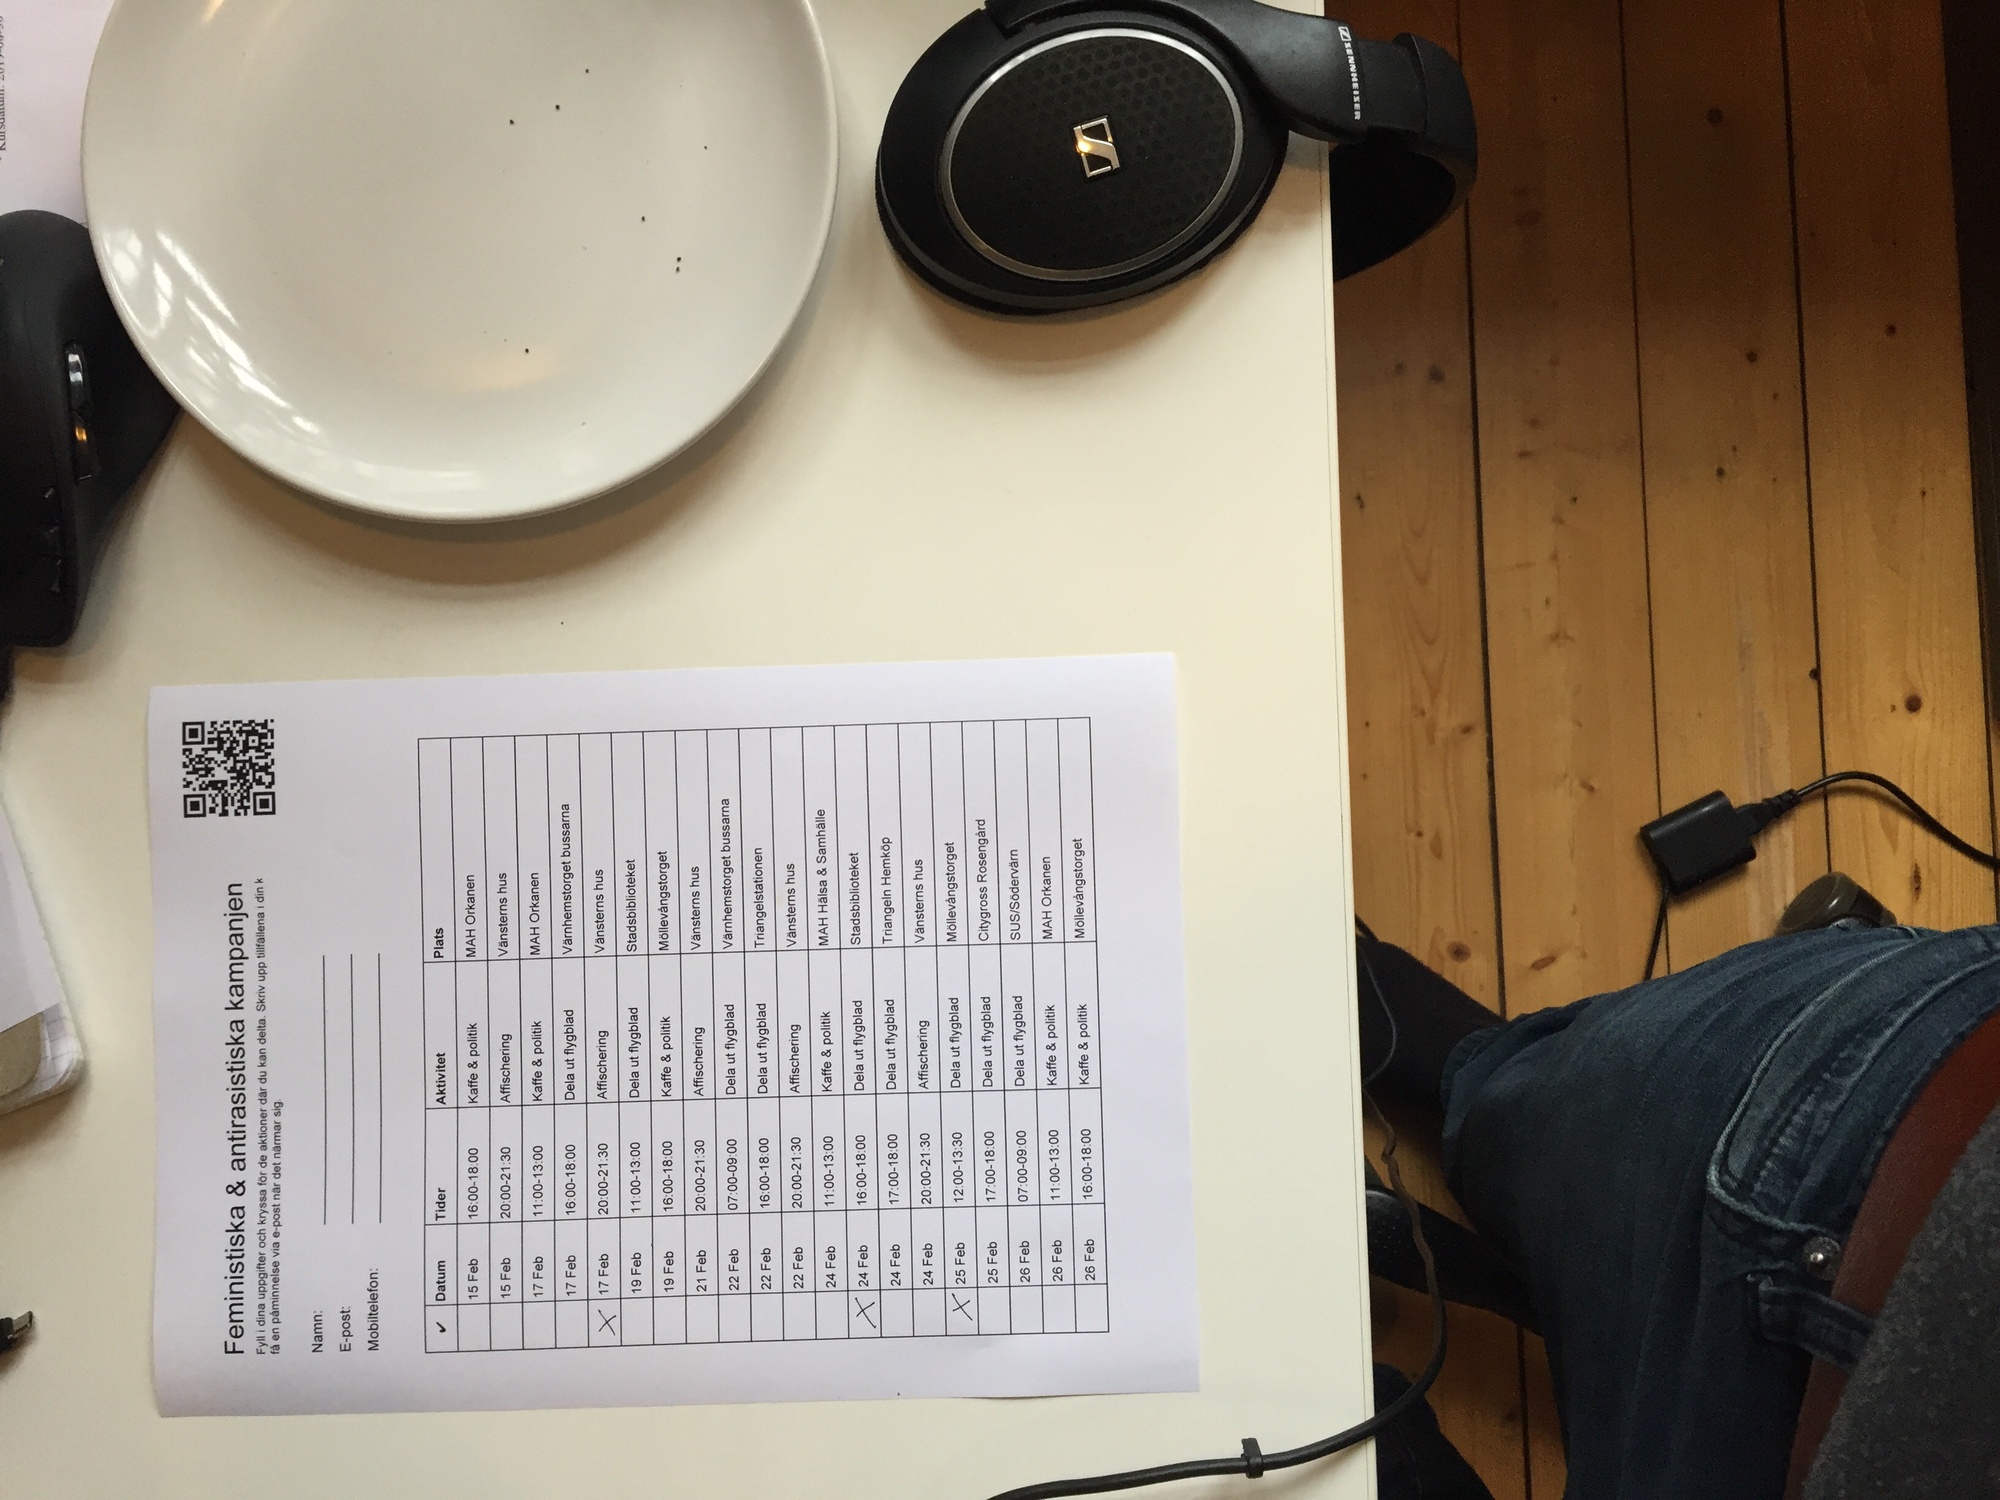 Kursdatum:
Feministiska & antirasistiska kampanjen
Fyll i dina uppgifter och kryssa för de aktioner där du kan delta. Skriv upp tillfällena i din k
få en påminnelse via e-post när det närmar sig.
Namn:
E-post:
Mobiltelefon:
✔ Datum Tider Aktivitet Plats
15 Feb 16:00-18:00 Kaffe & politik MAH Orkanen
15 Feb 20:00-21:30 Affischering Vänsterns hus
17 Feb 11:00-13:00 Kaffe & politik MAH Orkanen
17 Feb 16:00-18:00 Dela ut flygblad Värnhemstorget bussarna
X 17 Feb 20:00-21:30 Affischering Vänsterns hus
19 Feb 11:00-13:00 Dela ut flygblad Stadsbiblioteket
19 Feb 16:00-18:00 Kaffe & politik Möllevångstorget
21 Feb 20:00-21:30 Affischering Vänsterns hus
22 Feb 07:00-09:00 Dela ut flygblad Värnhemstorget bussarna
22 Feb 16:00-18:00 Dela ut flygblad Triangelstationen
22 Feb 20:00-21:30 Affischering Vänsterns hus
24 Feb 11:00-13:00 Kaffe & politik MAH Hälsa & Samhälle
X 24 Feb 16:00-18:00 Dela ut flygblad Stadsbiblioteket
24 Feb 17:00-18:00 Dela ut flygblad Triangeln Hemköp
24 Feb 20:00-21:30 Affischering Vänsterns hus
X 25 Feb 12:00-13:30 Dela ut flygblad Möllevångstorget
25 Feb 17:00-18:00 Dela ut flygblad Citygross Rosengård
26 Feb 07:00-09:00 Dela ut flygblad SUS/Södervärn
26 Feb 11:00-13:00 Kaffe & politik MAH Orkanen
26 Feb 16:00-18:00 Kaffe & politik Möllevångstorget
SENNHEISER